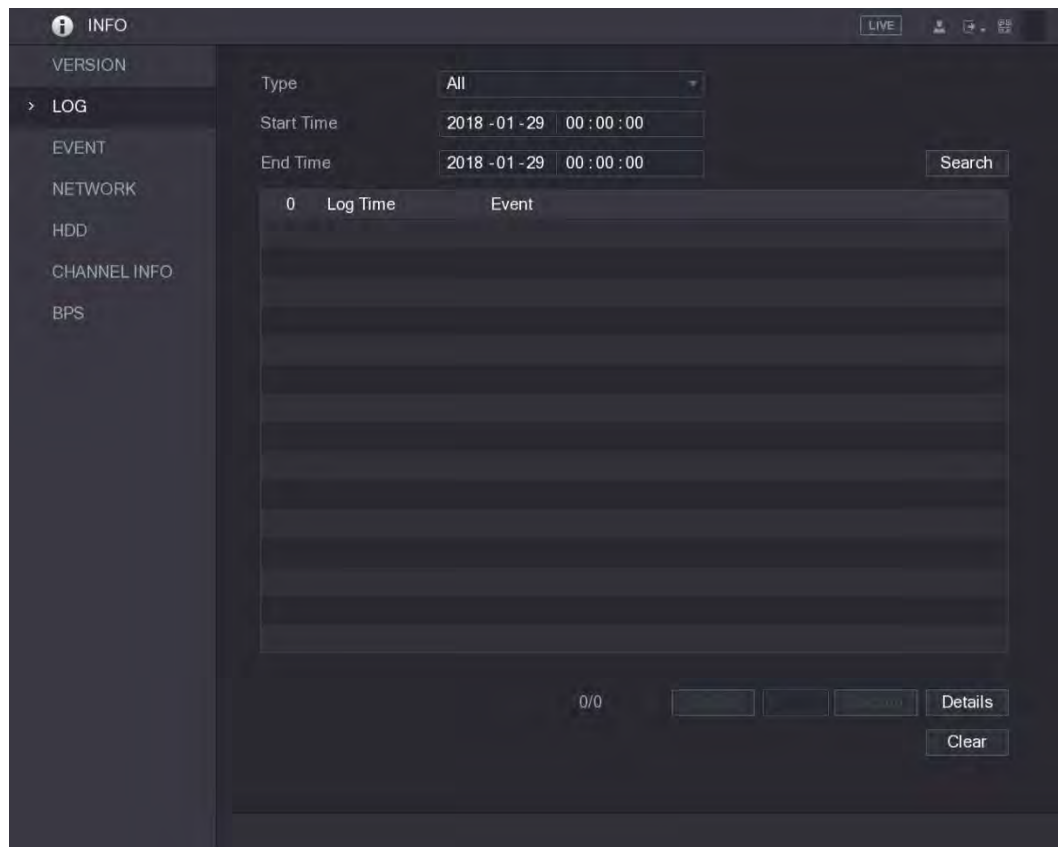 INFO
LIVE
VERSION
LOG
EVENT
NETWORK
HDD
CHANNEL INFO
BPS
Type All
Start Time 2018 -01 -29 00 : 00 : 00
End Time 2018 -01 -29 00 : 00 : 00
Search
0 Log Time Event
0/0
Details
Clear